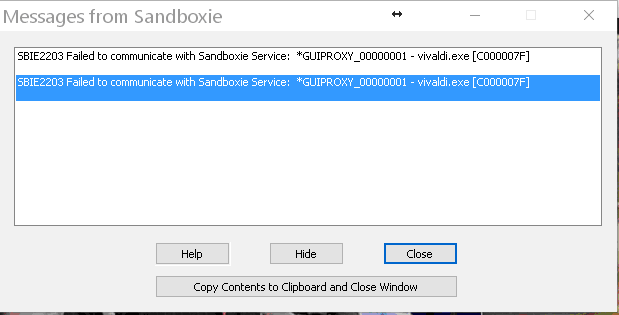 Messages from Sandboxie
SBIE2203 Failed to communicate with Sandboxie Service:  *GUIPROXY_00000001 - vivaldi.exe [C000007F]
SBIE2203 Failed to communicate with Sandboxie Service:  *GUIPROXY_00000001 - vivaldi.exe [C000007F]
Help
Hide
Close
Copy Contents to Clipboard and Close Window